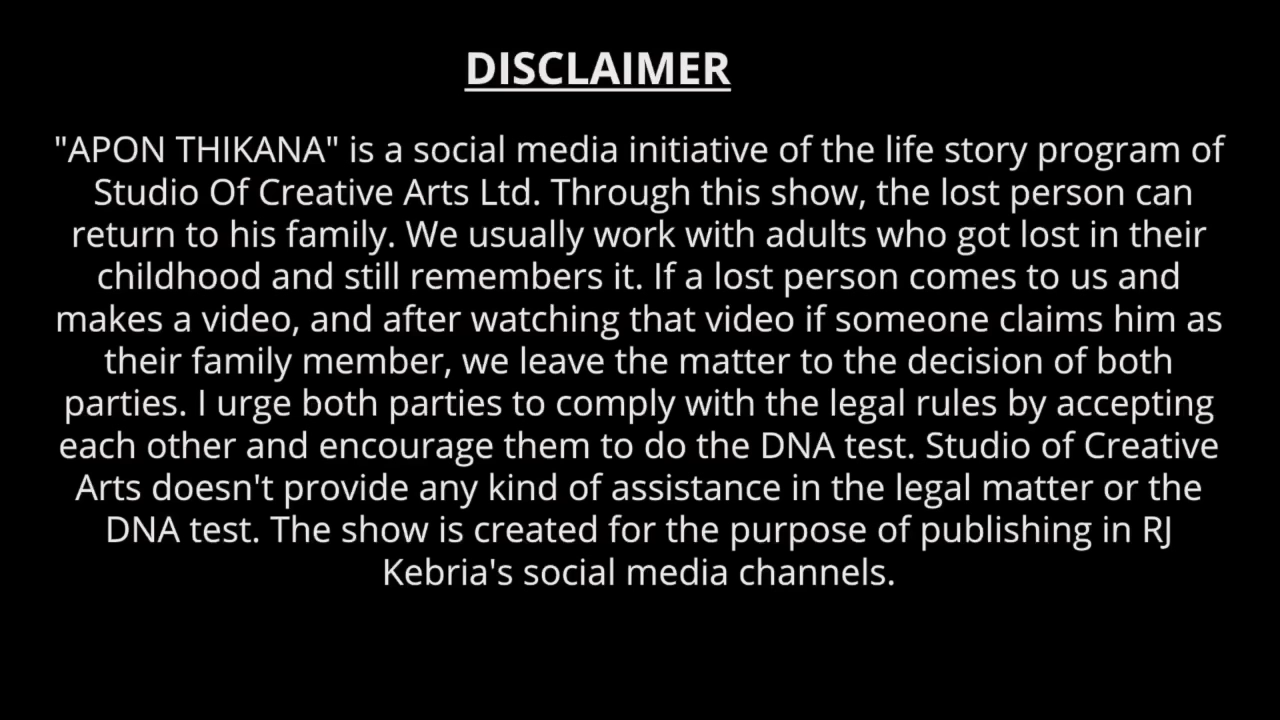 DISCLAIMER
"APON THIKANA" is a social media initiative of the life story program of
Studio Of Creative Arts Ltd. Through this show, the lost person can
return to his family. We usually work with adults who got lost in their
childhood and still remembers it. If a lost person comes to us and
makes a video, and after watching that video if someone claims him as
their family member, we leave the matter to the decision of both
parties. I urge both parties to comply with the legal rules by accepting
each other and encourage them to do the DNA test. Studio of Creative
Arts doesn't provide any kind of assistance in the legal matter or the
DNA test. The show is created for the purpose of publishing in RJ
Kebria's social media channels.